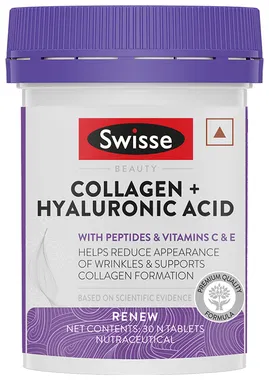 Swisse
BEAUTY
COLLAGEN +
HYALURONIC ACID
WITH PEPTIDES & VITAMINS C & E
HELPS REDUCE APPEARANCE
OF WRINKLES & SUPPORTS
COLLAGEN FORMATION
BASED ON SCIENTIFIC EVIDENCE
PREMIUM QUALITY
FORMULA
RENEW
NET CONTENTS: 30 N TABLETS
NUTRACEUTICAL